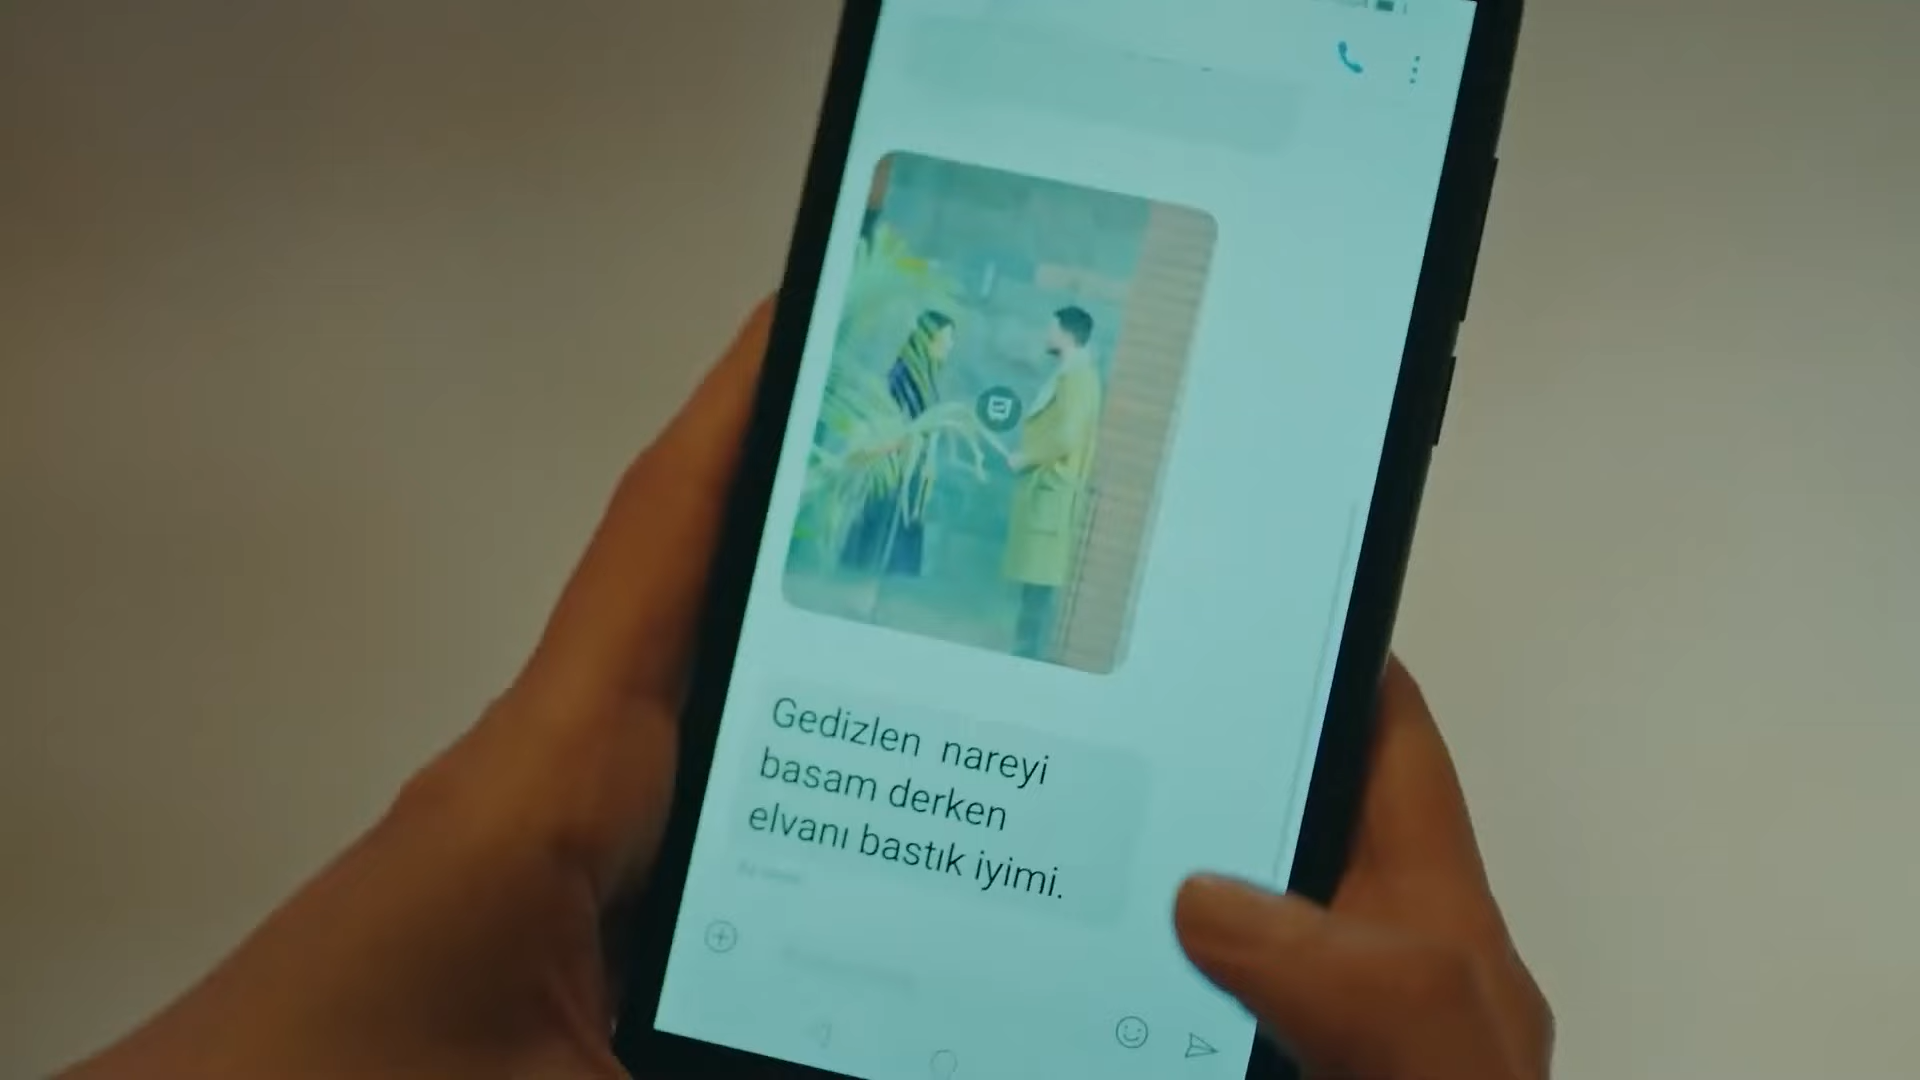 Gedizlen nareyi
basam derken
elvanı bastık iyimi.